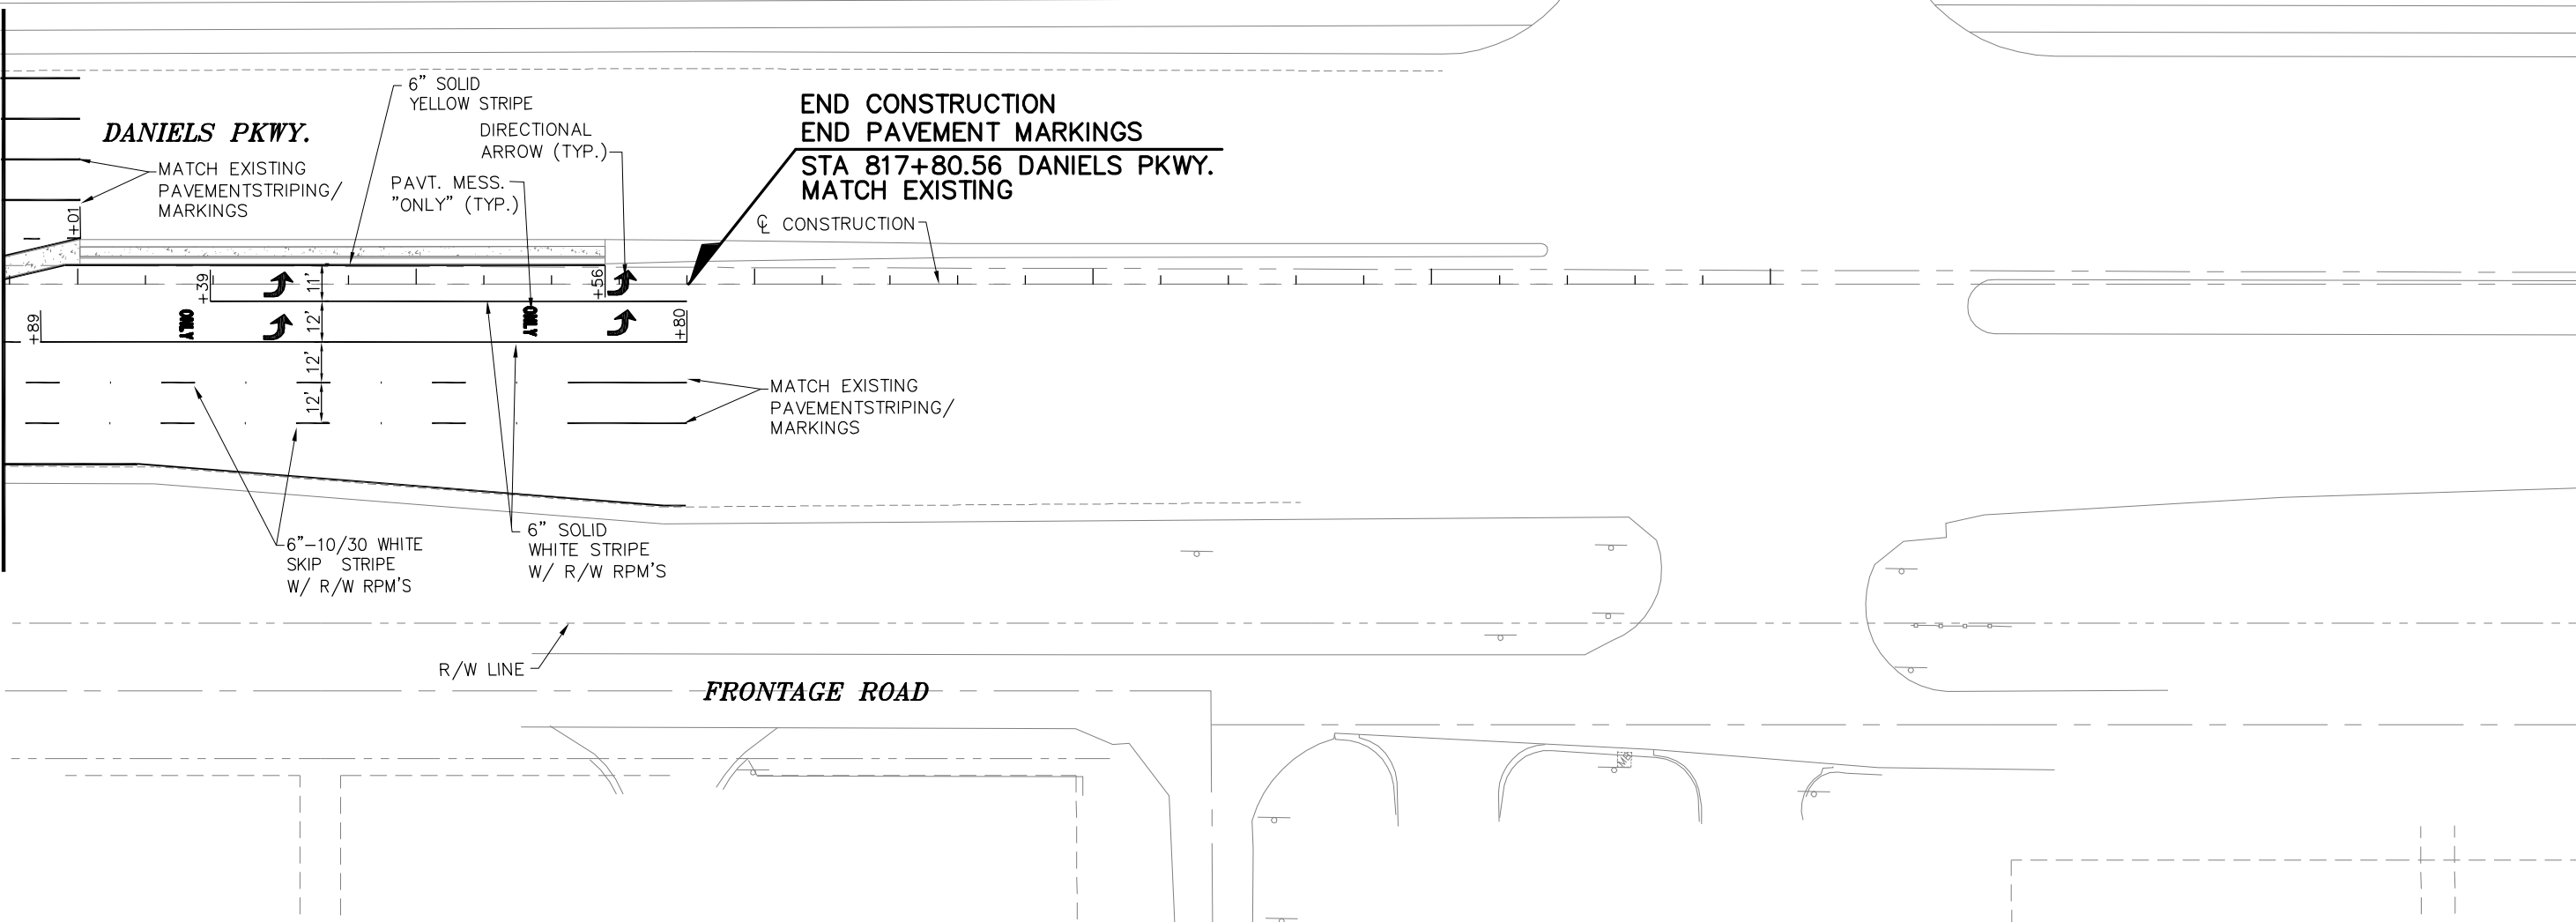 6" SOLID
YELLOW STRIPE
DANIELS PKWY.
DIRECTIONAL
ARROW (TYP.)
END CONSTRUCTION
END PAVEMENT MARKINGS
STA 817+80.56 DANIELS PKWY.
MATCH EXISTING
MATCH EXISTING
PAVEMENTSTRIPING/
MARKINGS
PAVT. MESS.
"ONLY" (TYP.)
+01
℄ CONSTRUCTION
+39
11'
+56
+89
ONLY
12'
ONLY
+80
12'
12'
MATCH EXISTING
PAVEMENTSTRIPING/
MARKINGS
6"-10/30 WHITE
SKIP STRIPE
W/ R/W RPM'S
6" SOLID
WHITE STRIPE
W/ R/W RPM'S
R/W LINE
FRONTAGE ROAD